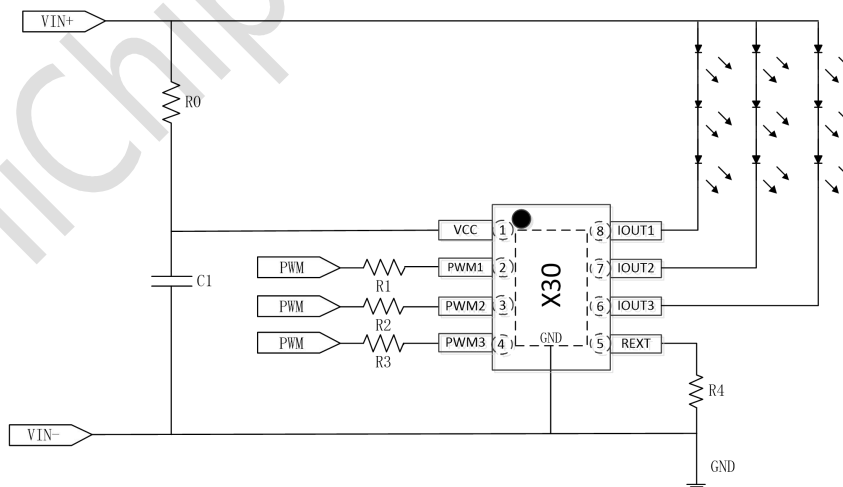 VIN+
R0
VCC 1 8 IOUT1
PWM R1 PWM1 2 7 IOUT2
C1
X30
PWM R2 PWM2 3 6 IOUT3
PWM R3 PWM3 4 GND 5 REXT
R4
VIN-
GND